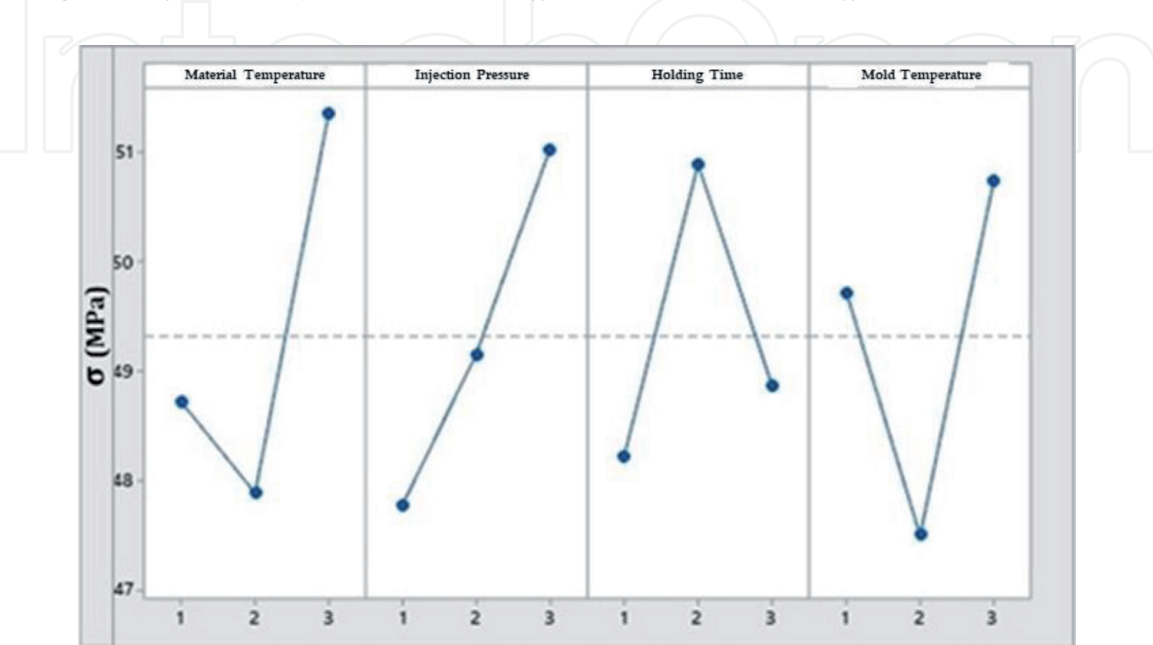 IntechOpen
Material Temperature Injection Pressure Holding Time Mold Temperature
51
50
49
48
47
σ (MPa)
1 2 3 1 2 3 1 2 3 1 2 3